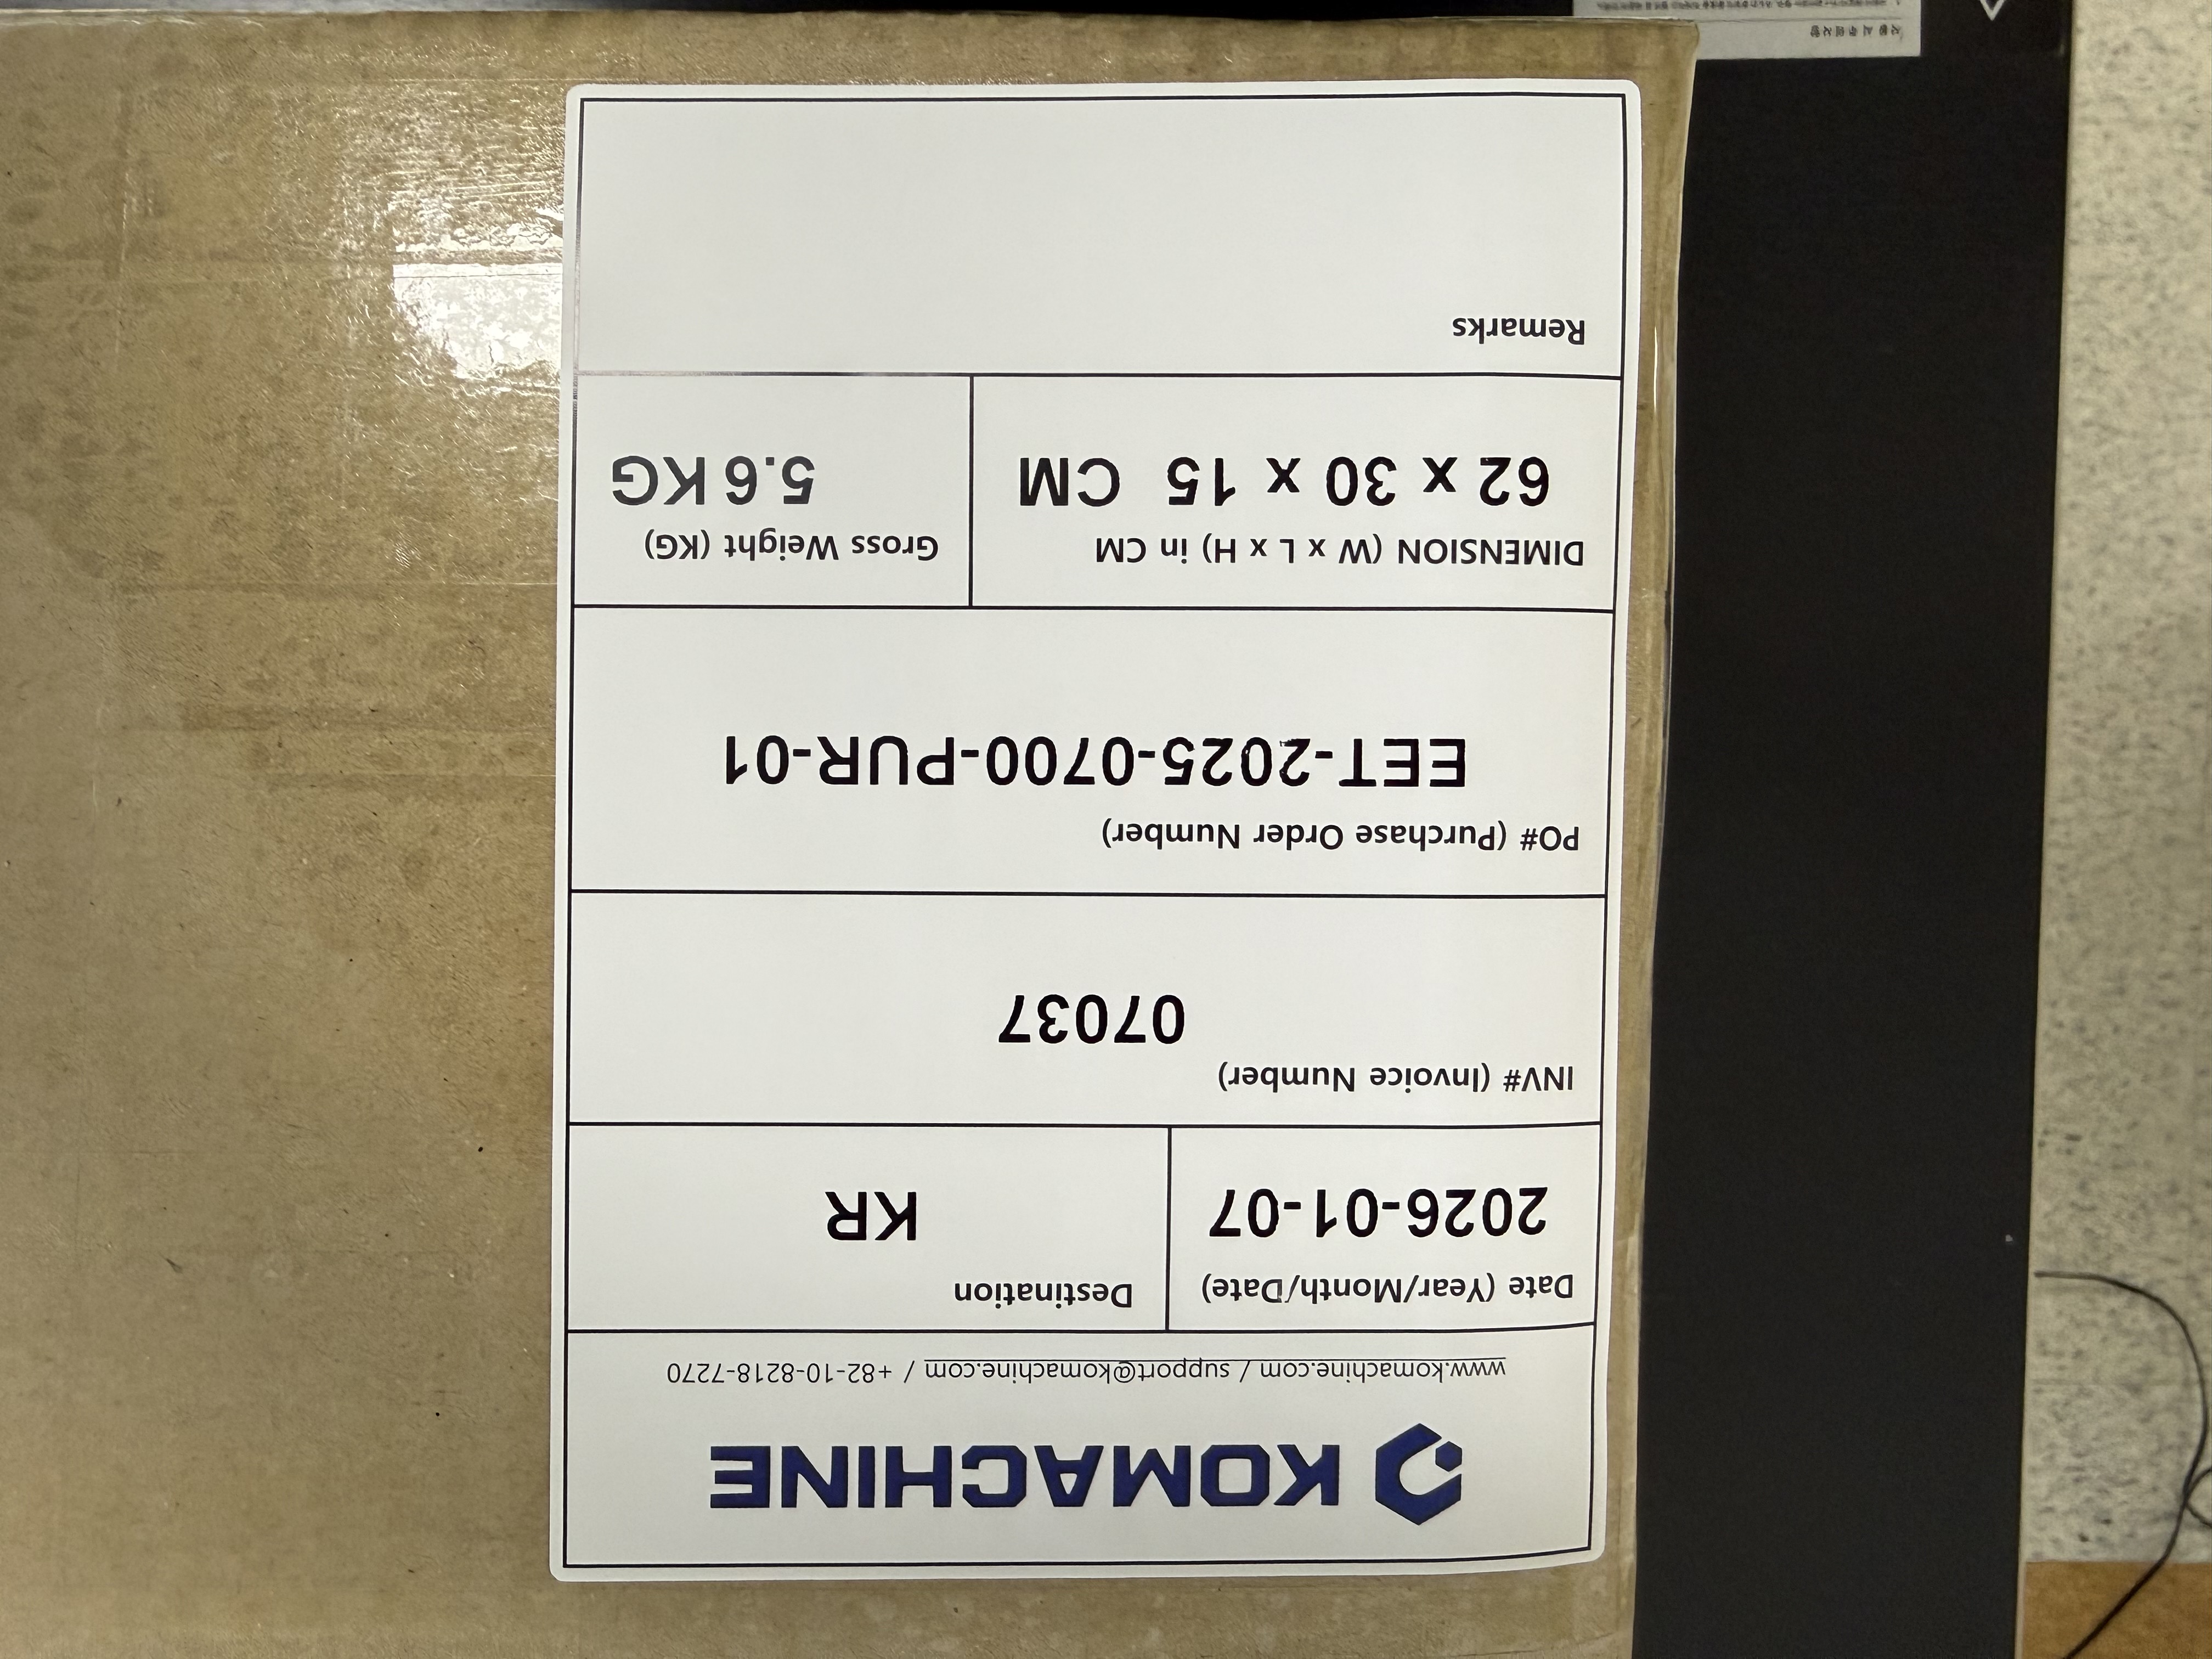 KOMACHINE
www.komachine.com / support@komachine.com / +82-10-8218-7270
Date (Year/Month/Date)
2026-01-07
Destination
KR
INV# (Invoice Number)
07037
PO# (Purchase Order Number)
EET-2025-0700-PUR-01
DIMENSION (W x L x H) in CM
62 x 30 x 15 CM
Gross Weight (KG)
5.6 KG
Remarks